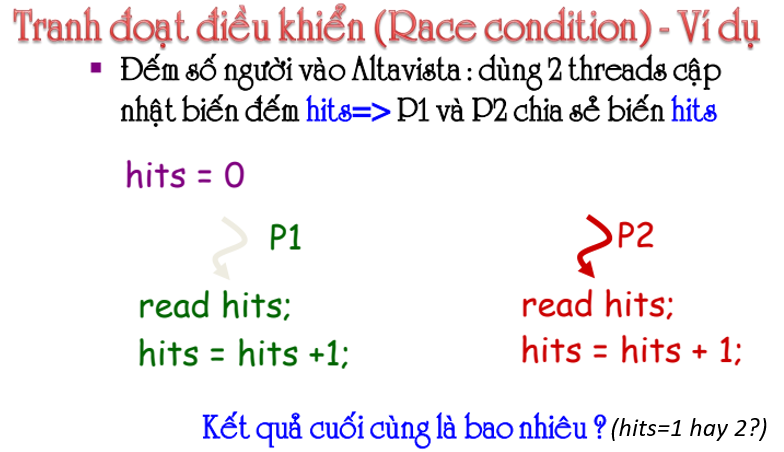 Tranh đoạt điều khiển (Race condition) - Ví dụ
▪ Đếm số người vào Altavista : dùng 2 threads cập
nhật biến đếm hits=> P1 và P2 chia sẻ biến hits
hits = 0
P1
read hits;
hits = hits +1;
P2
read hits;
hits = hits + 1;
Kết quả cuối cùng là bao nhiêu ? (hits=1 hay 2?)